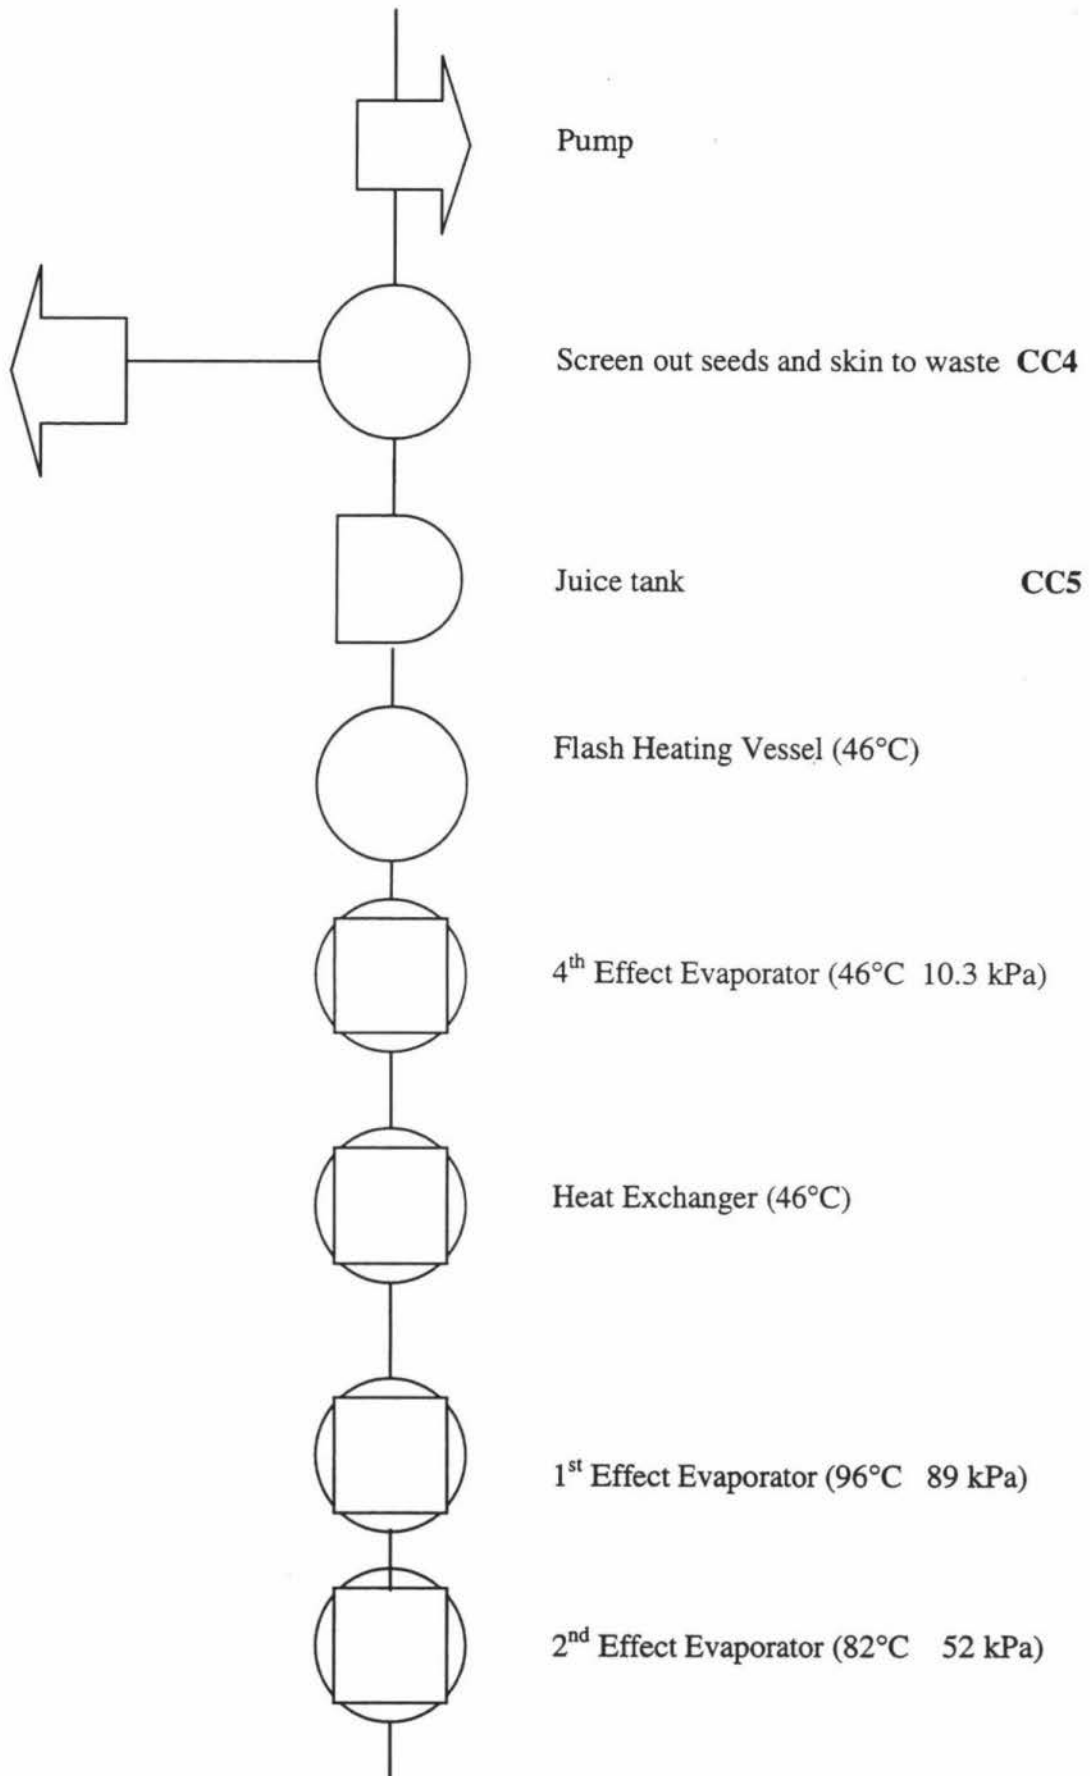 Pump
Screen out seeds and skin to waste CC4
Juice tank CC5
Flash Heating Vessel (46°C)
4th Effect Evaporator (46°C 10.3 kPa)
Heat Exchanger (46°C)
1st Effect Evaporator (96°C 89 kPa)
2nd Effect Evaporator (82°C 52 kPa)